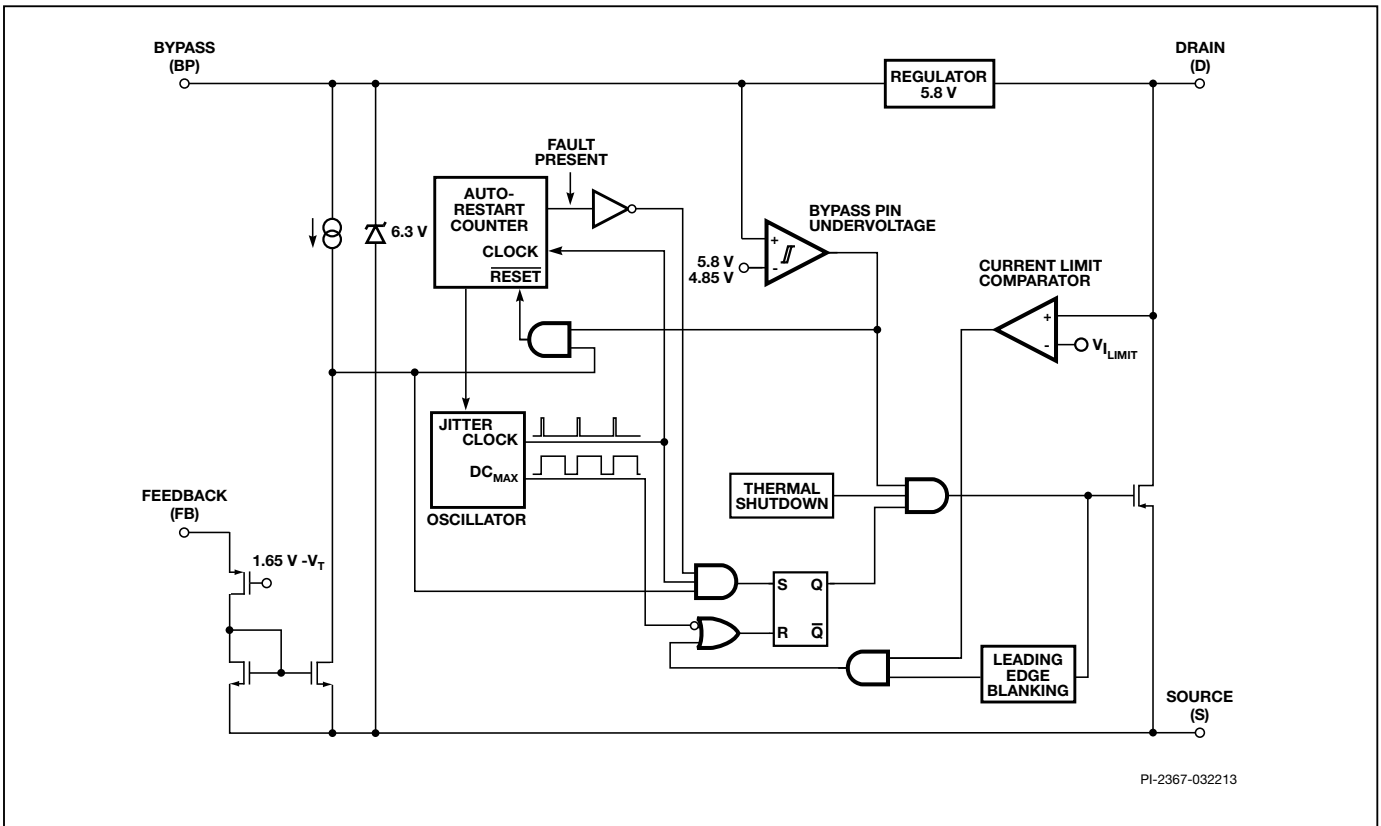 BYPASS
(BP)
DRAIN
(D)
REGULATOR
5.8 V
FAULT
PRESENT
AUTO-
RESTART
COUNTER
CLOCK
RESET
6.3 V
BYPASS PIN
UNDERVOLTAGE
+
-
5.8 V
4.85 V
CURRENT LIMIT
COMPARATOR
+
-
VILIMIT
JITTER
CLOCK
DCMAX
OSCILLATOR
THERMAL
SHUTDOWN
FEEDBACK
(FB)
1.65 V -VT
S Q
R Q̅
LEADING
EDGE
BLANKING
SOURCE
(S)
PI-2367-032213